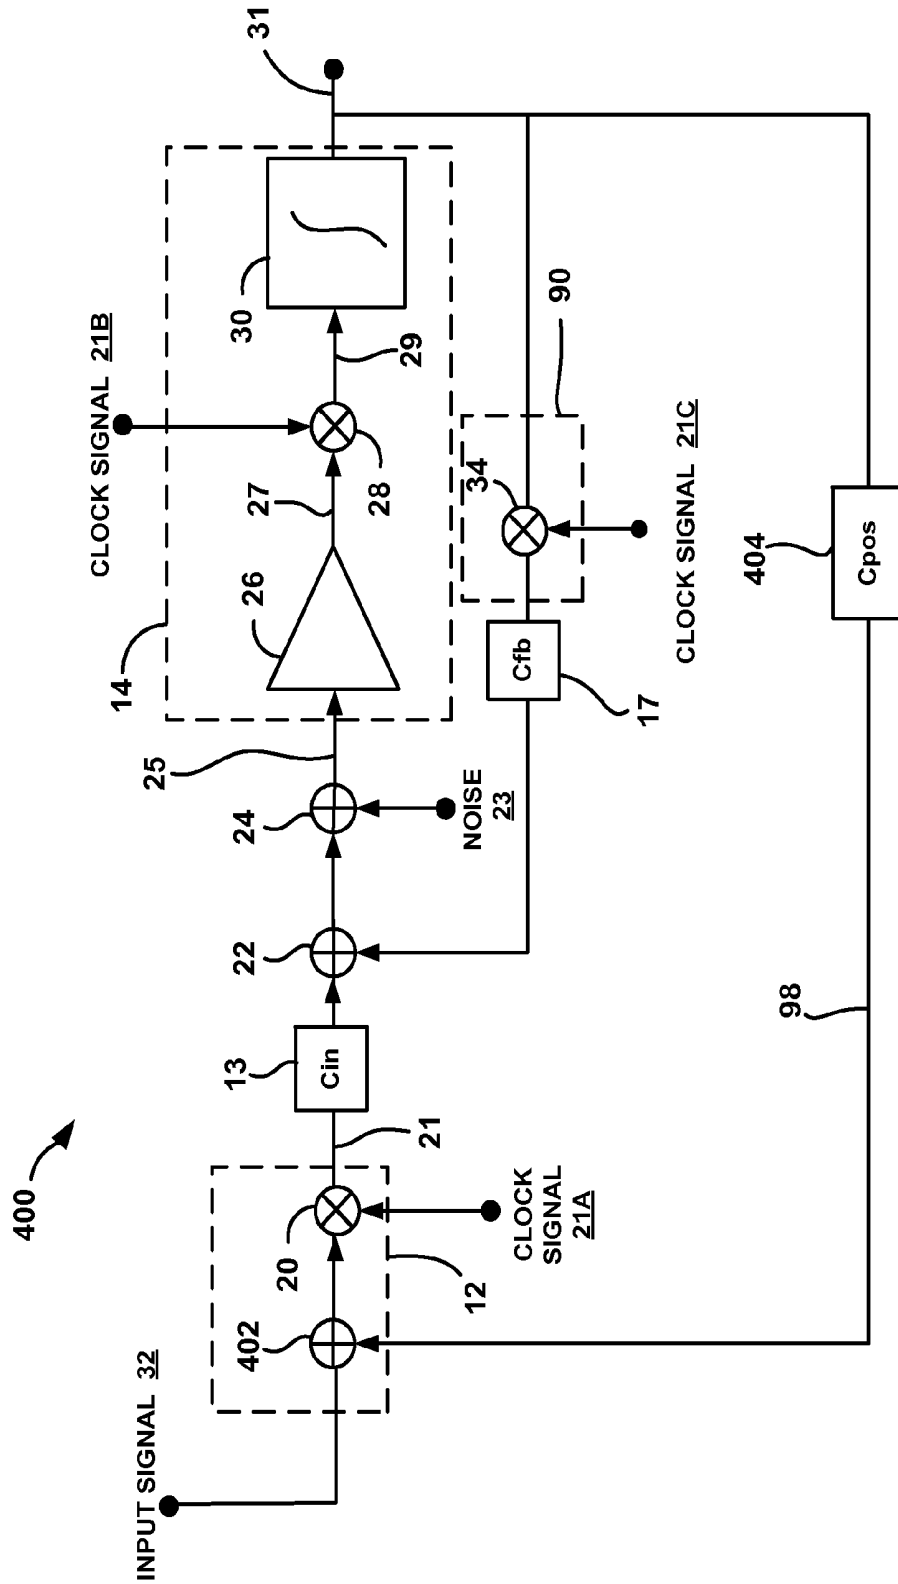 400
INPUT SIGNAL 32
402
20
12
CLOCK
SIGNAL
21A
21
13
Cin
22
24
NOISE
23
25
14
26
27
CLOCK SIGNAL 21B
28
29
30
31
Cfb
17
34
90
CLOCK SIGNAL 21C
98
404
Cpos